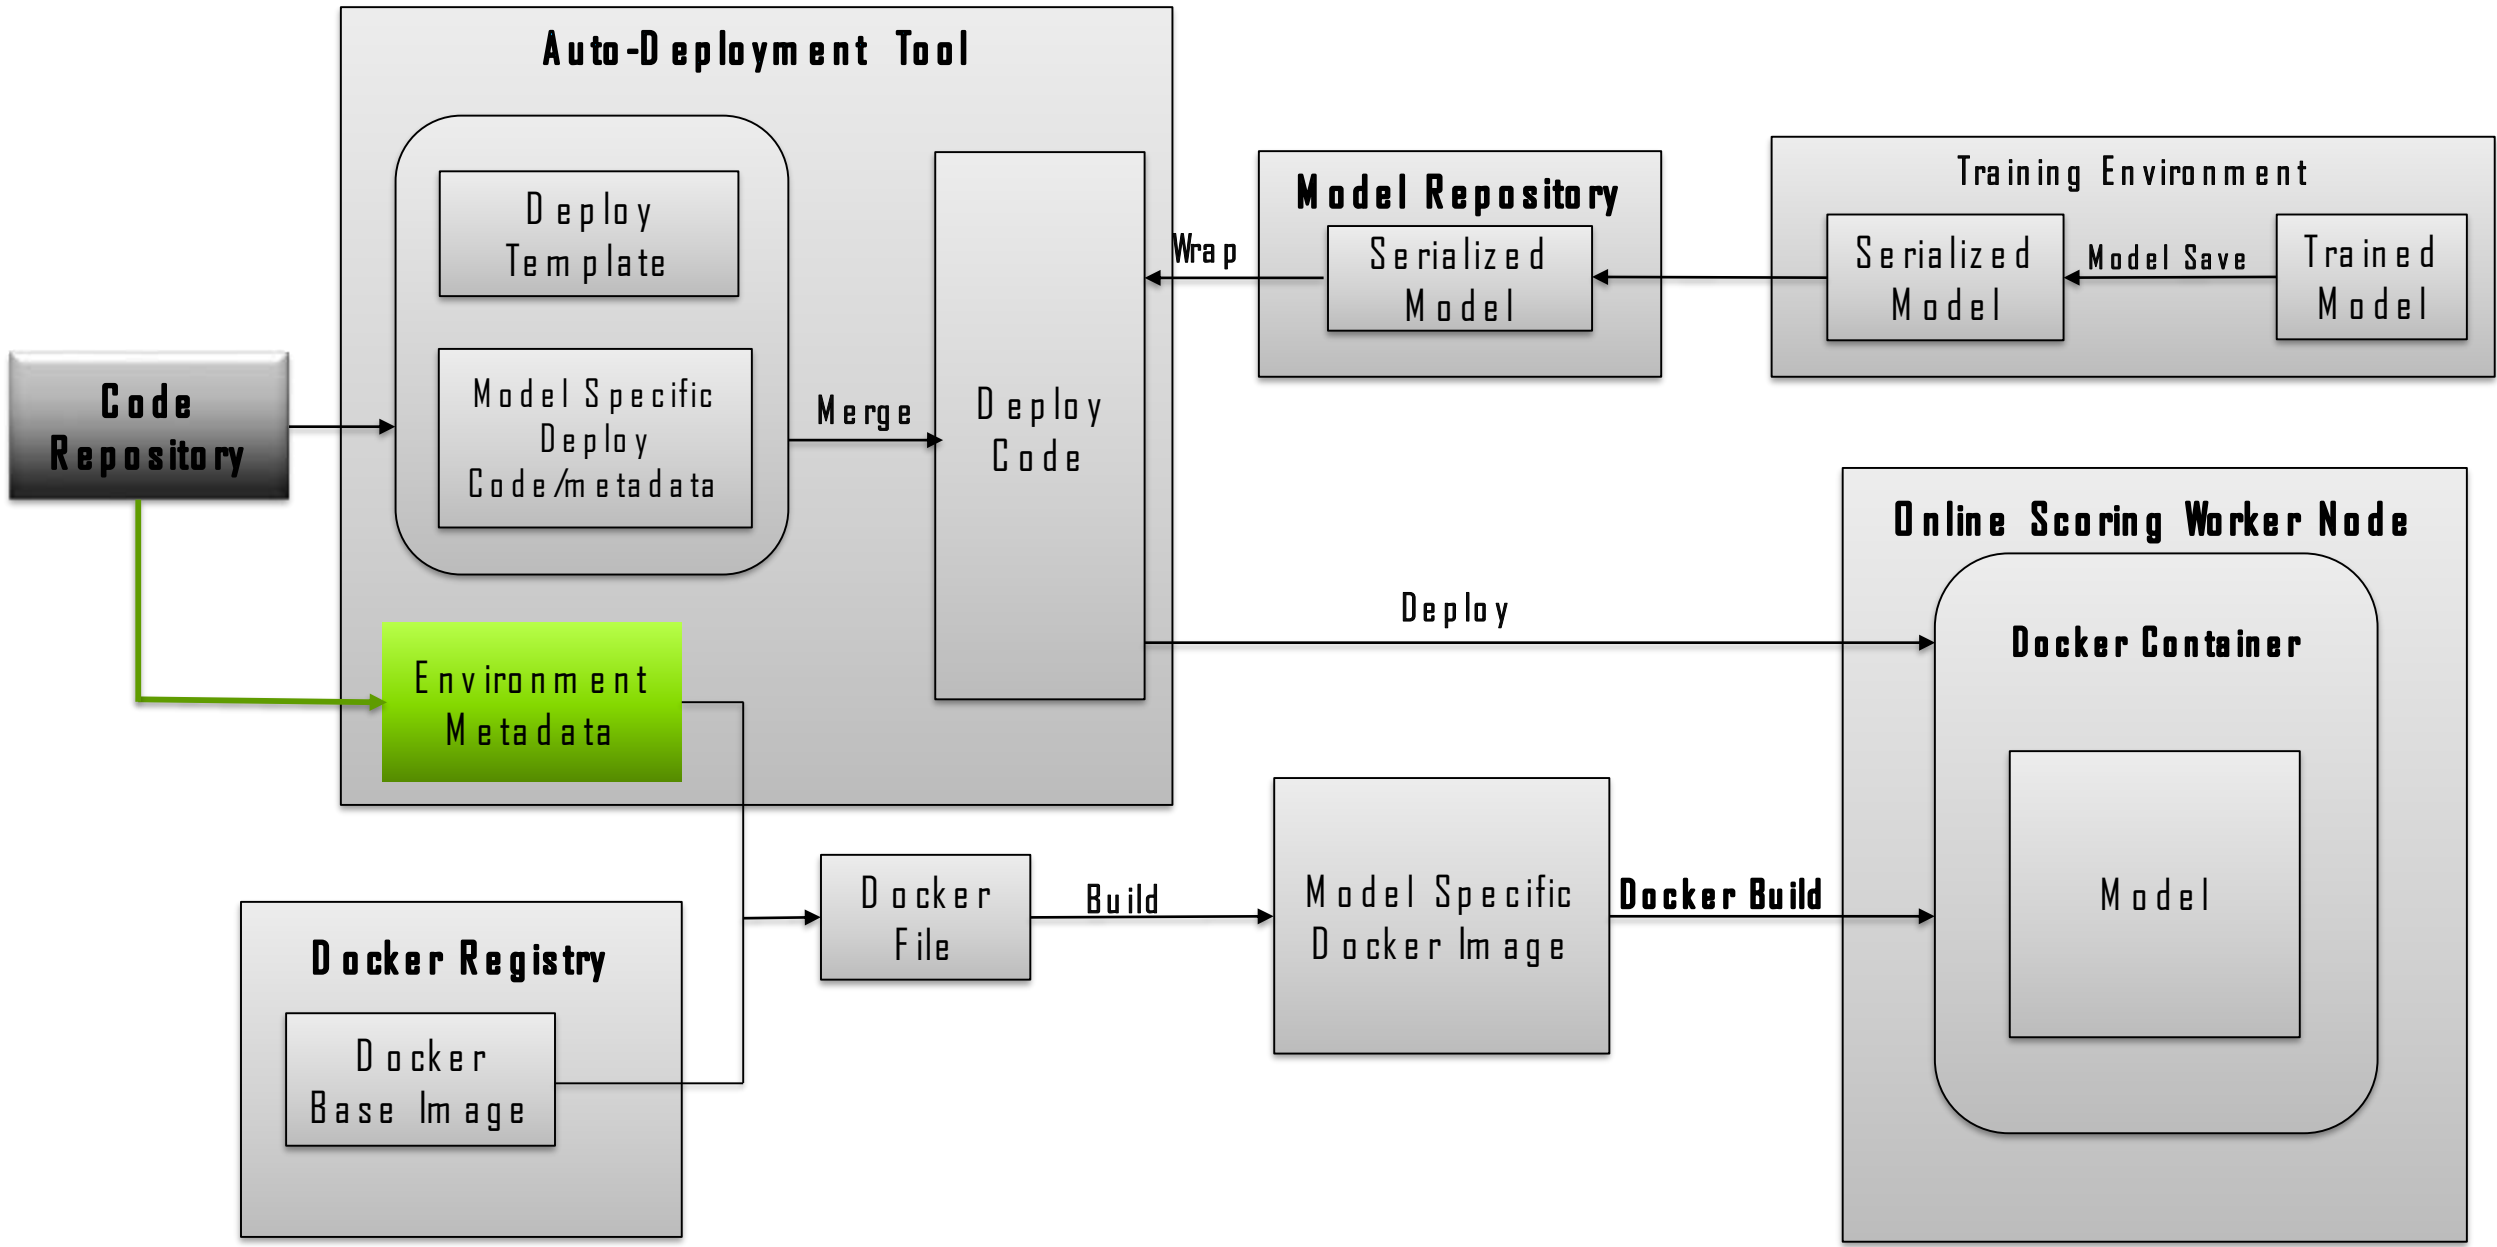 Auto-Deployment Tool
Deploy
Template
Model Specific
Deploy
Code/metadata
Merge
Deploy
Code
Wrap
Model Repository
Serialized
Model
Training Environment
Serialized
Model
Model Save
Trained
Model
Code
Repository
Environment
Metadata
Deploy
Online Scoring Worker Node
Docker Container
Model
Docker Registry
Docker
Base Image
Docker
File
Build
Model Specific
Docker Image
Docker Build